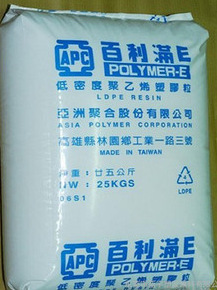 APC 百利滿E
POLYMER-E
低密度聚乙烯塑膠粒
LDPE RESIN
亞洲聚合股份有限公司
ASIA POLYMER CORPORATION
高雄縣林園鄉工業一路三號
MADE IN TAIWAN
淨重：廿五公斤
NW：25KGS
4
LDPE
APC 百利滿E
POLYMER-E
低密度聚乙烯塑膠粒